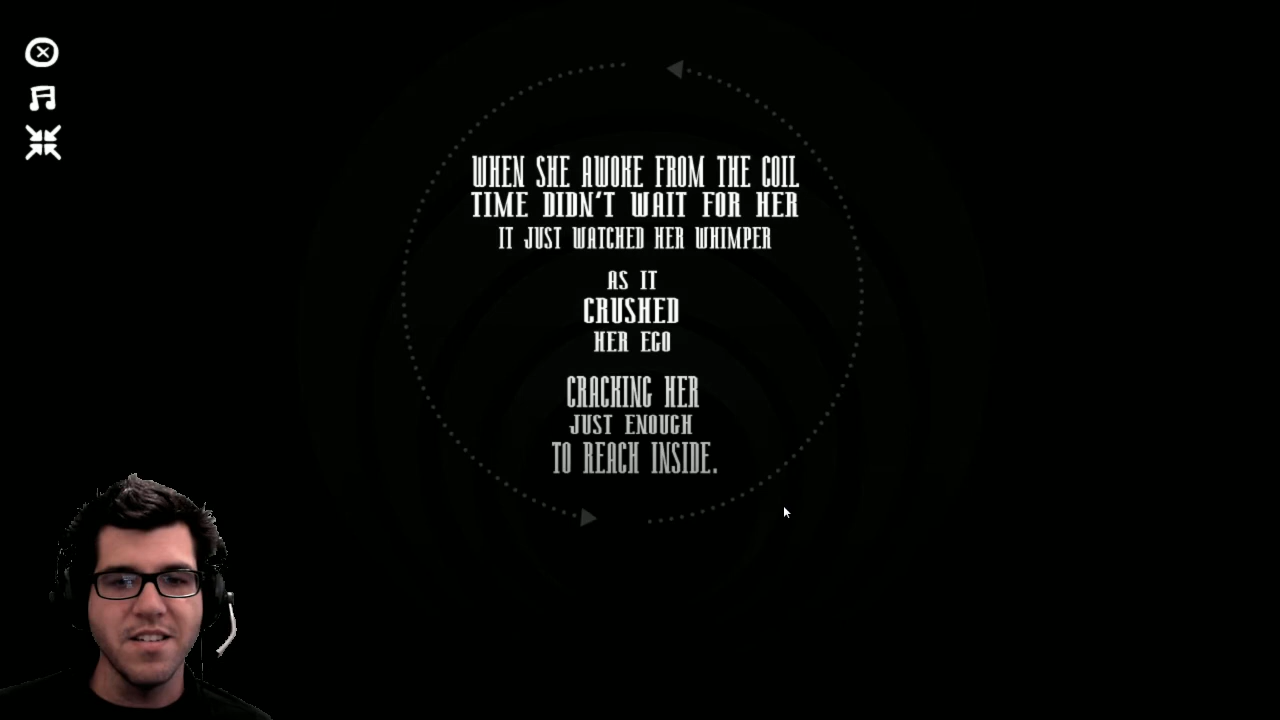 WHEN SHE AWOKE FROM THE COIL
TIME DIDN'T WAIT FOR HER
IT JUST WATCHED HER WHIMPER
AS IT
CRUSHED
HER EGO
CRACKING HER
JUST ENOUGH
TO REACH INSIDE.